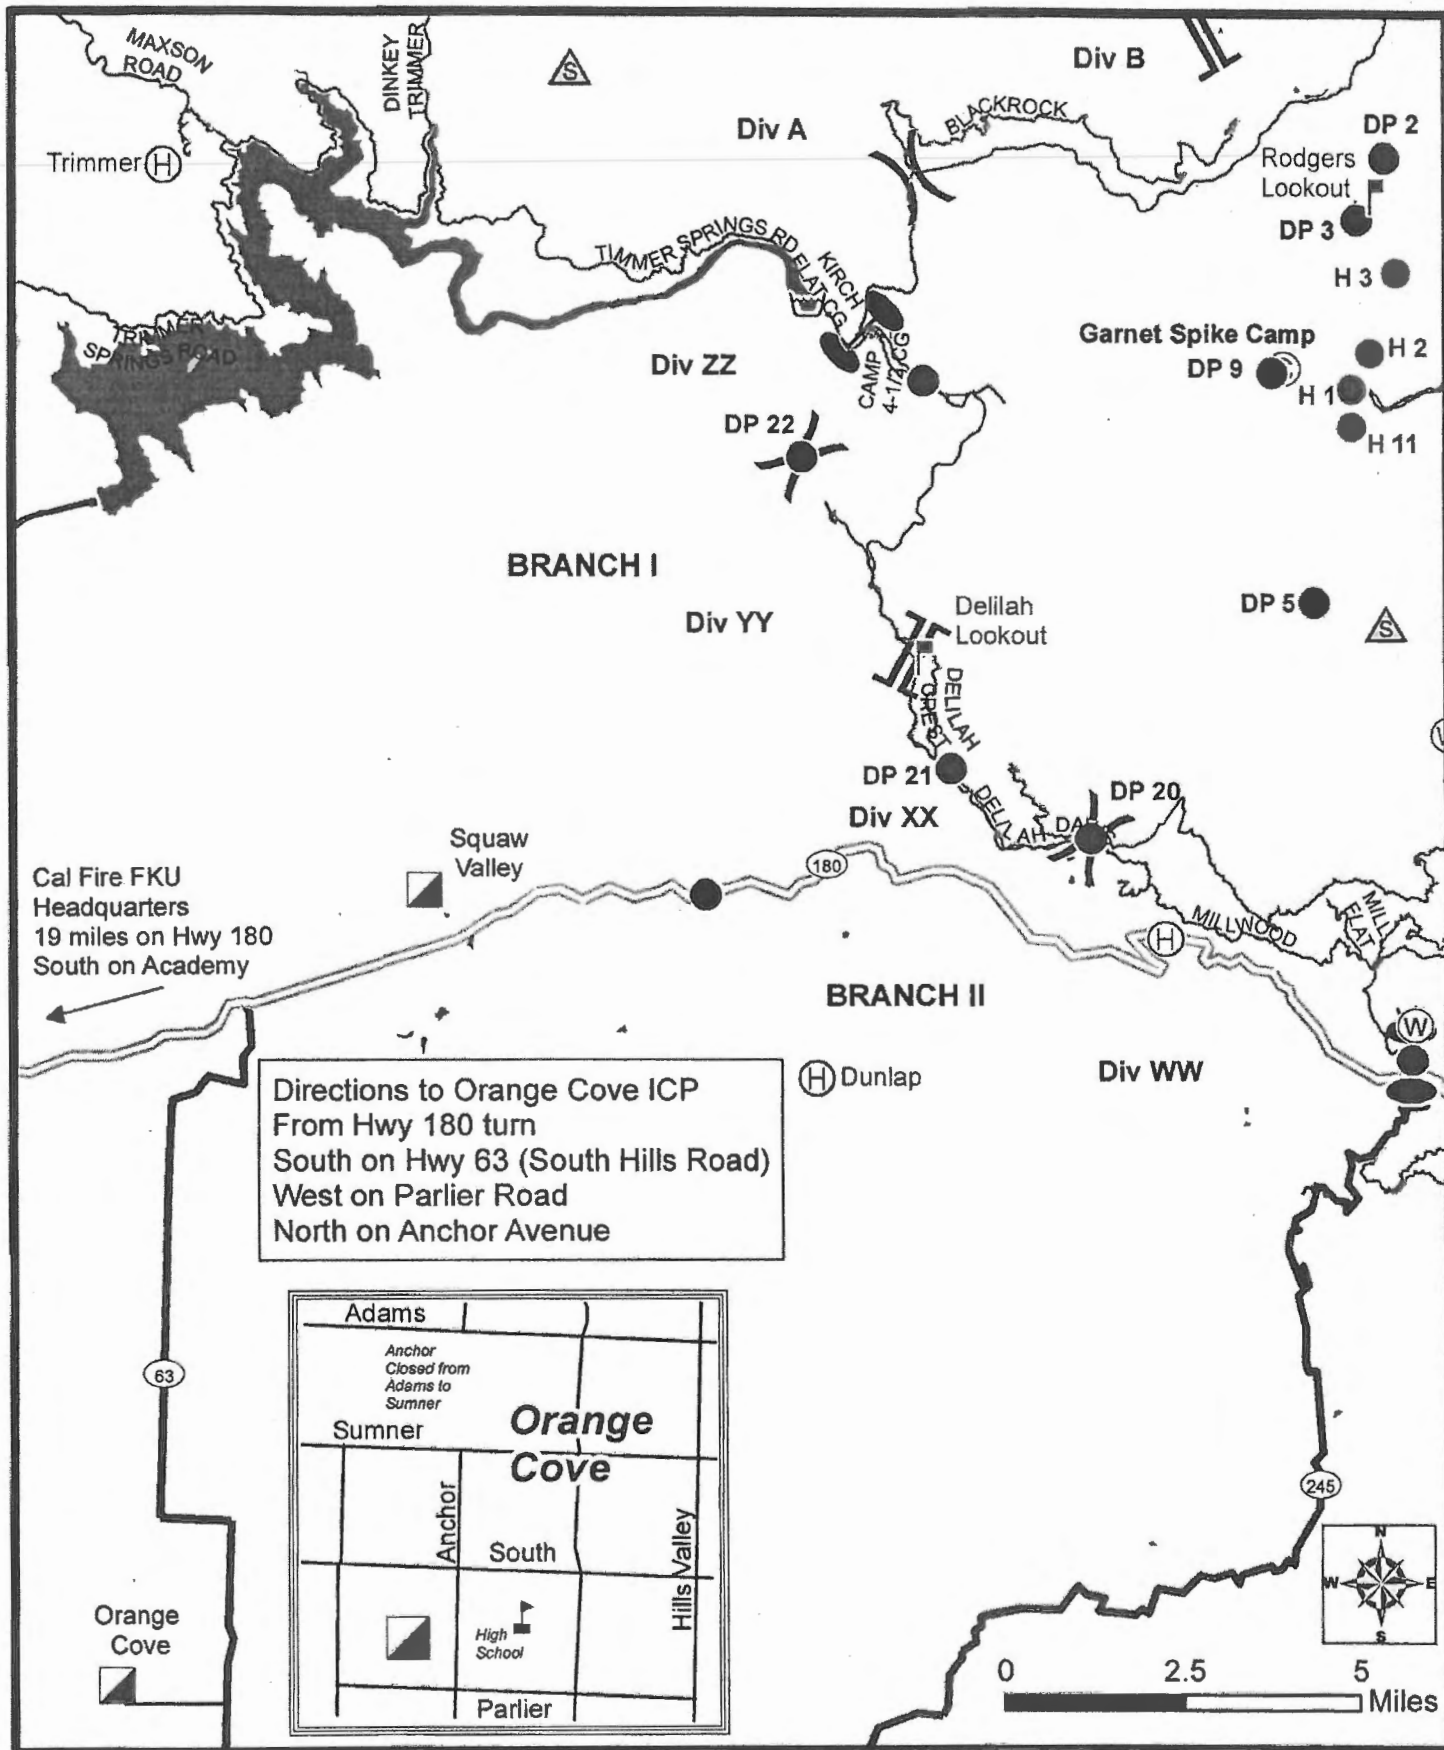 MAXSON
ROAD
DINKEY
TRIMMER
S
Div B
Div A
BLACKROCK
DP 2
Trimmer H
Rodgers
Lookout
DP 3
TIMMER SPRINGS RD
KIRCH
FLAT CG
H 3
TRIMMER
SPRINGS ROAD
Garnet Spike Camp
H 2
Div ZZ
CAMP
4-1/2 CG
DP 9
H 1
DP 22
H 11
BRANCH I
Delilah
Lookout
DP 5
S
Div YY
DELILAH
CREST
DP 21
DELILAH
DP 20
Div XX
Squaw
Valley
180
Cal Fire FKU
Headquarters
19 miles on Hwy 180
South on Academy
MILLWOOD
MILL
FLAT
H
BRANCH II
W
Directions to Orange Cove ICP
From Hwy 180 turn
South on Hwy 63 (South Hills Road)
West on Parlier Road
North on Anchor Avenue
H Dunlap
Div WW
Adams
Anchor
Closed from
Adams to
Sumner
63
Orange
Cove
Sumner
Anchor
South
Hills Valley
245
High
School
Parlier
Orange
Cove
N
W
E
S
0
2.5
5
Miles